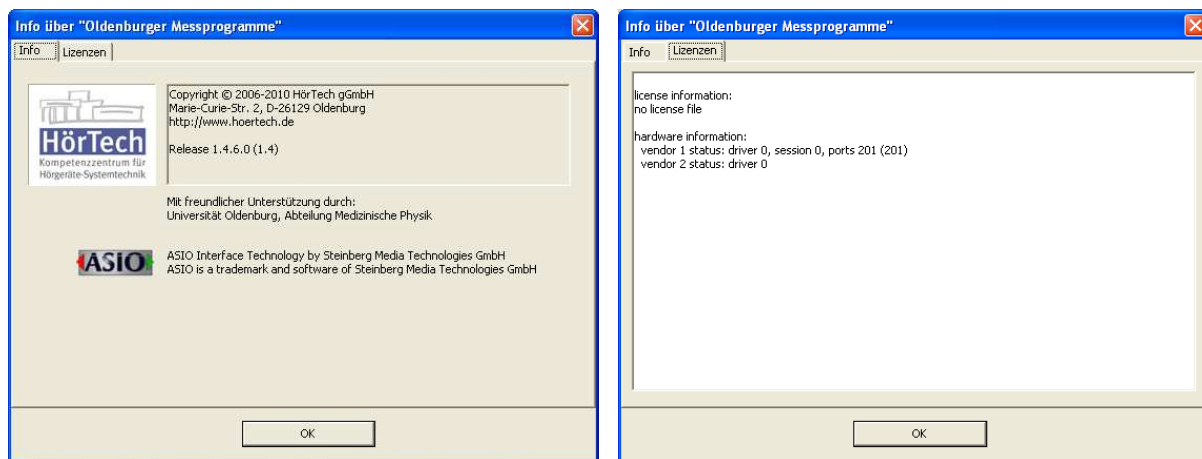 Info über "Oldenburger Messprogramme"
Info
Lizenzen
HörTech
Kompetenzzentrum für
Hörgeräte-Systemtechnik
Copyright © 2006-2010 HörTech gGmbH
Marie-Curie-Str. 2, D-26129 Oldenburg
http://www.hoertech.de
Release 1.4.6.0 (1.4)
Mit freundlicher Unterstützung durch:
Universität Oldenburg, Abteilung Medizinische Physik
ASIO
ASIO Interface Technology by Steinberg Media Technologies GmbH
ASIO is a trademark and software of Steinberg Media Technologies GmbH
OK
Info über "Oldenburger Messprogramme"
Info
Lizenzen
license information:
no license file
hardware information:
vendor 1 status: driver 0, session 0, ports 201 (201)
vendor 2 status: driver 0
OK